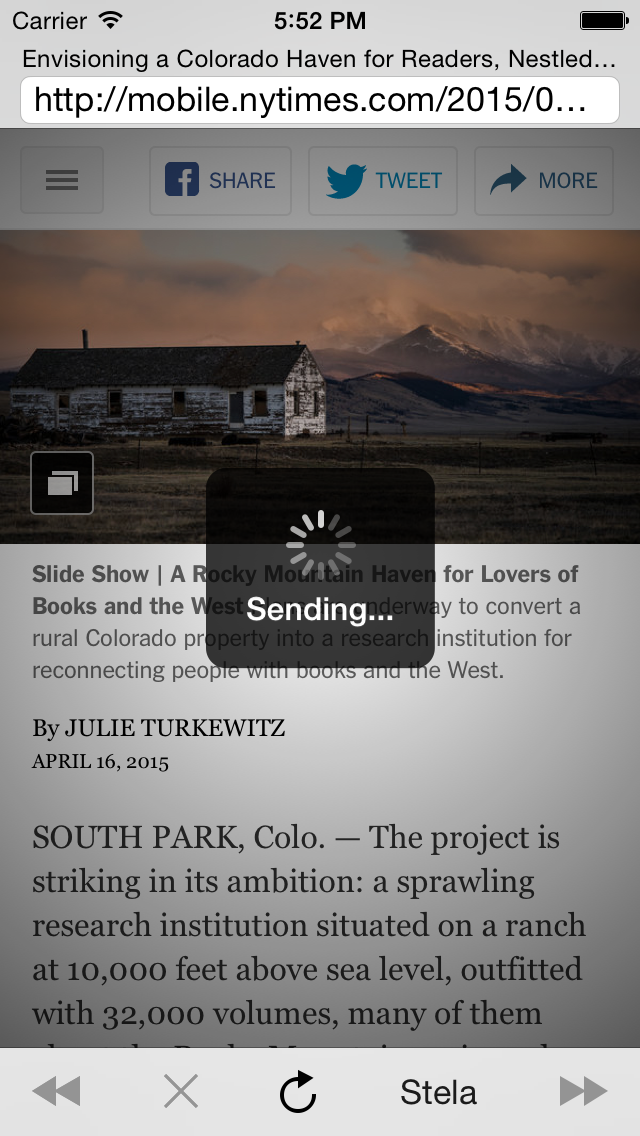 Carrier 5:52 PM
Envisioning a Colorado Haven for Readers, Nestled…
http://mobile.nytimes.com/2015/0…
SHARE TWEET MORE
Slide Show | A Rocky Mountain Haven for Lovers of
Books and the West underway to convert a
rural Colorado property into a research institution for
reconnecting people with books and the West.
Sending...
By JULIE TURKEWITZ
APRIL 16, 2015
SOUTH PARK, Colo. — The project is
striking in its ambition: a sprawling
research institution situated on a ranch
at 10,000 feet above sea level, outfitted
with 32,000 volumes, many of them
Stela